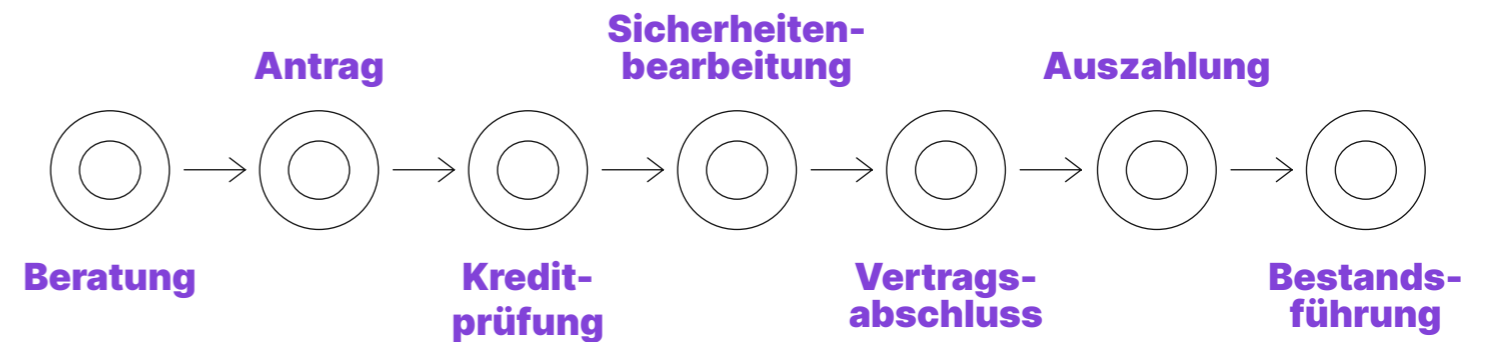 Beratung
Antrag
Kredit-
prüfung
Sicherheiten-
bearbeitung
Vertrags-
abschluss
Auszahlung
Bestands-
führung